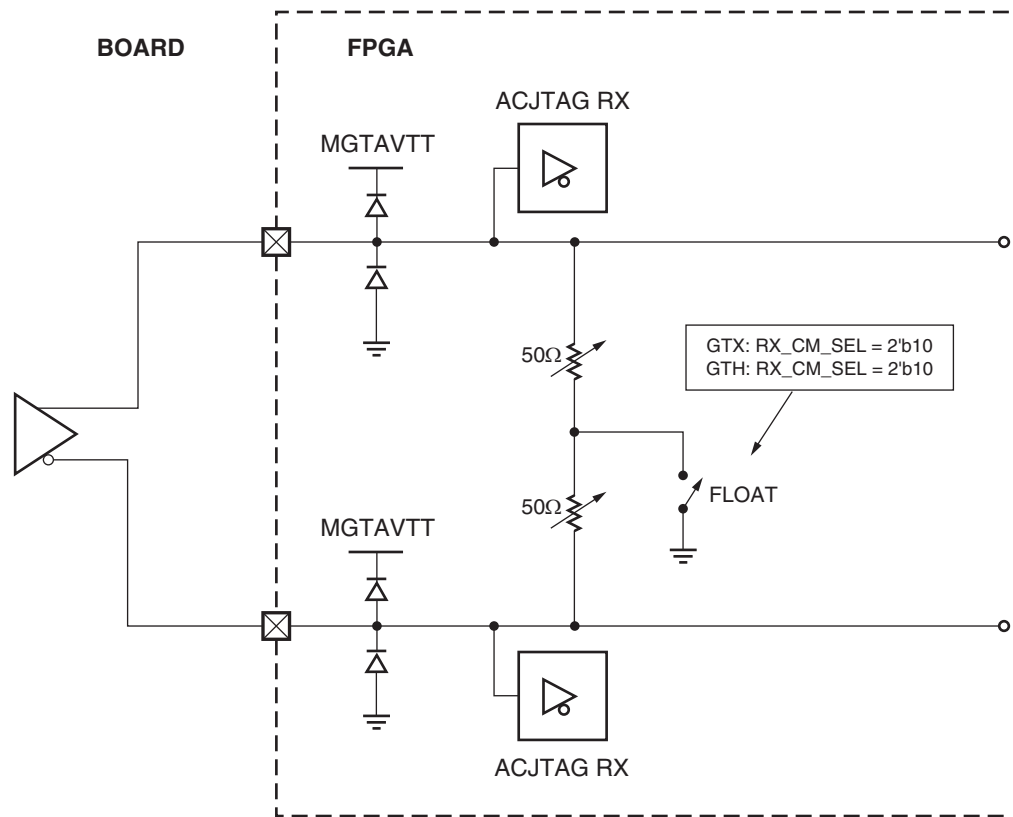 BOARD
FPGA
ACJTAG RX
MGTAVTT
50Ω
GTX: RX_CM_SEL = 2'b10
GTH: RX_CM_SEL = 2'b10
FLOAT
50Ω
MGTAVTT
ACJTAG RX